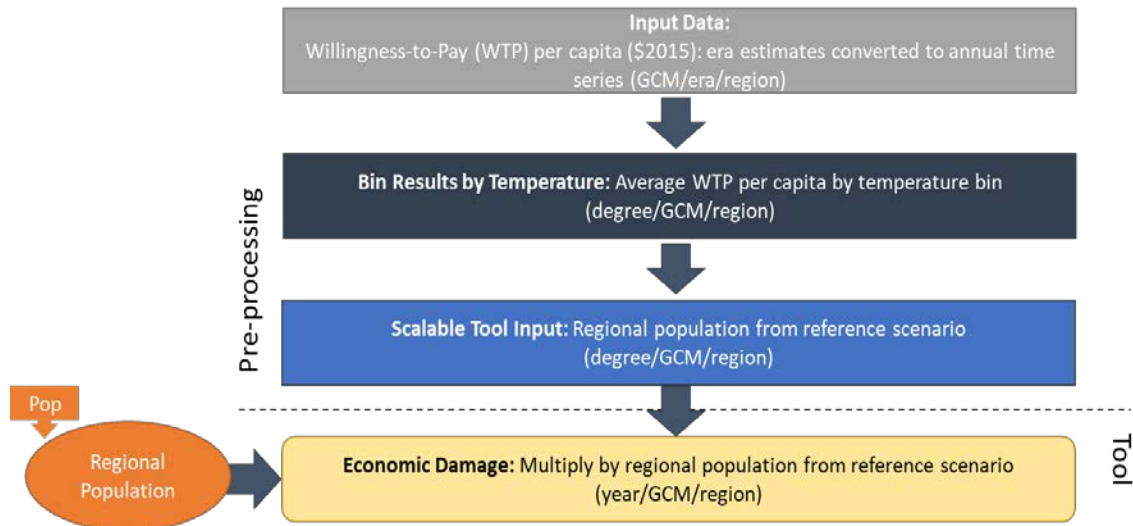 Input Data:
Willingness-to-Pay (WTP) per capita ($2015): era estimates converted to annual time
series (GCM/era/region)
Bin Results by Temperature: Average WTP per capita by temperature bin
(degree/GCM/region)
Pre-processing
Scalable Tool Input: Regional population from reference scenario
(degree/GCM/region)
Pop
Regional
Population
Economic Damage: Multiply by regional population from reference scenario
(year/GCM/region)
Tool